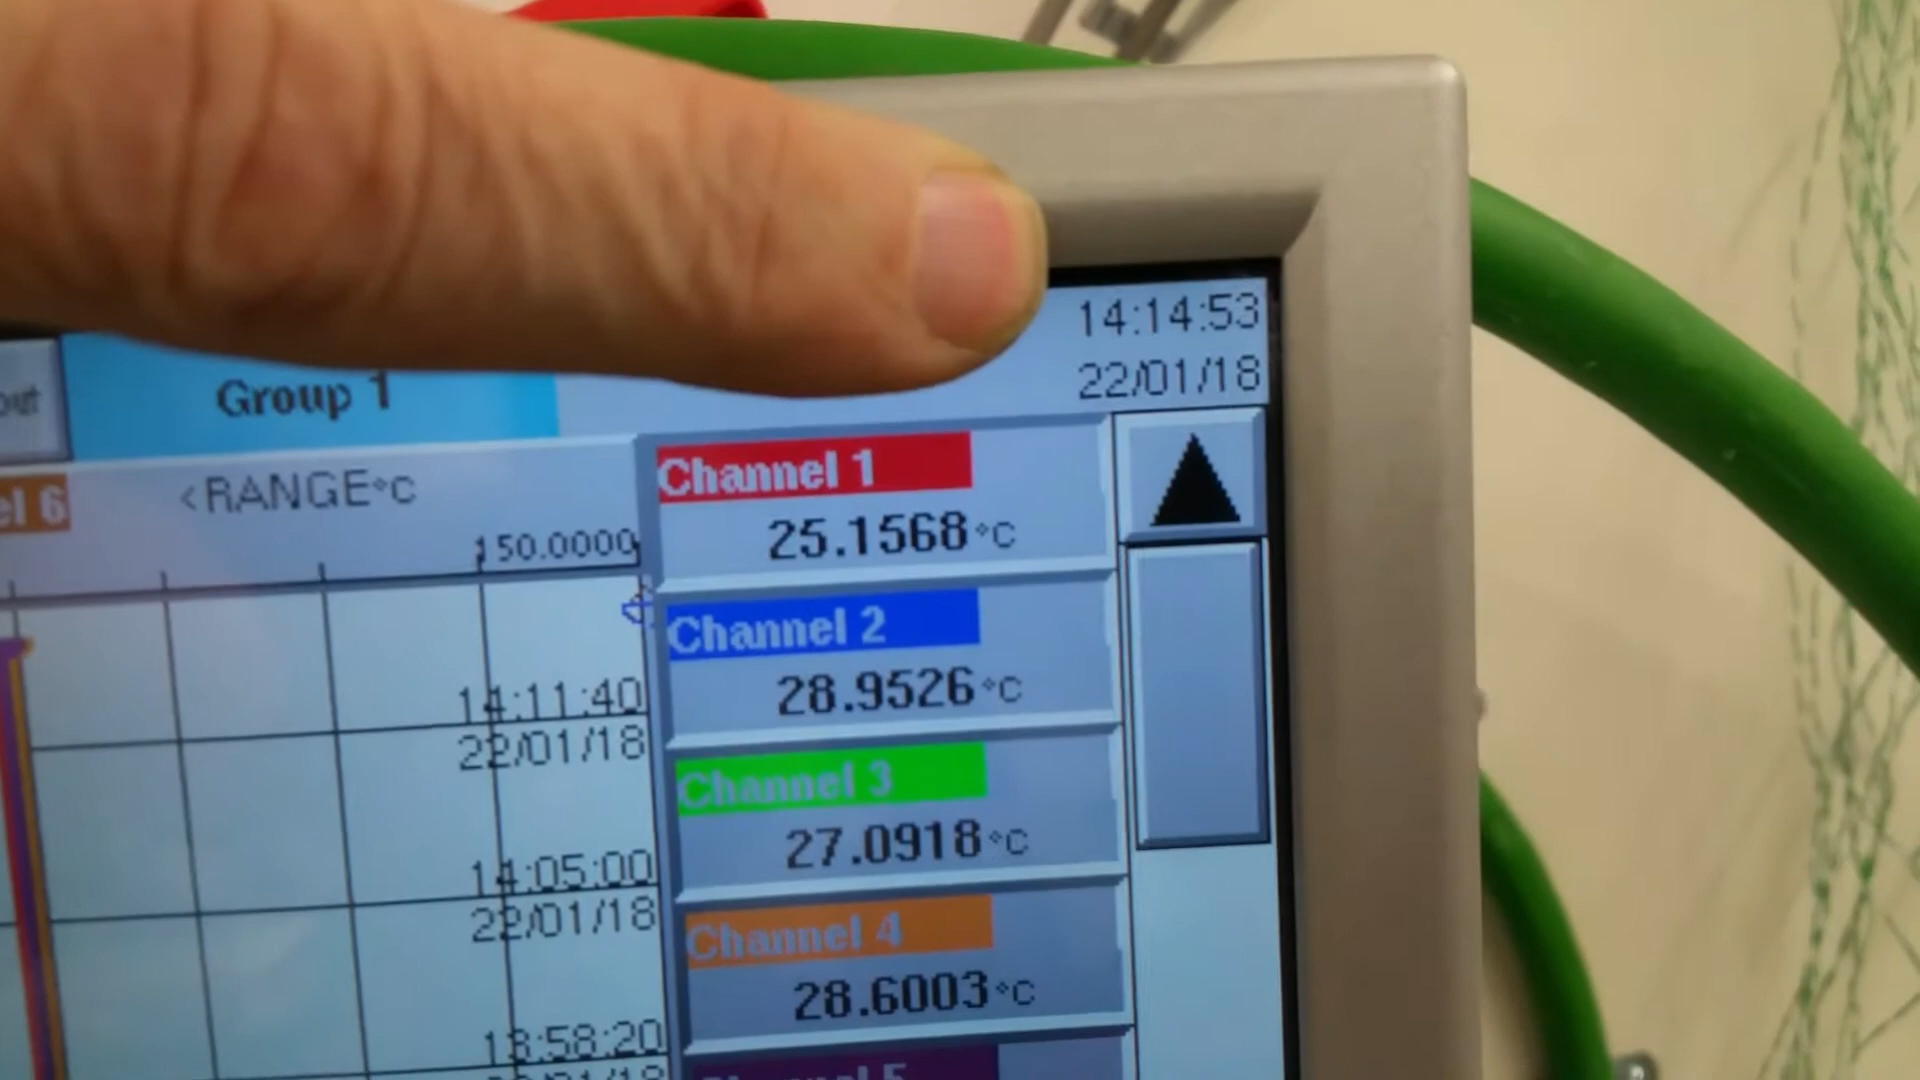 14:14:53
22/01/18
Group 1
<RANGE°C
150.0000
14:11:40
22/01/18
14:05:00
22/01/18
13:58:20
Channel 1
25.1568°C
Channel 2
28.9526°C
Channel 3
27.0918°C
Channel 4
28.6003°C
Channel 5